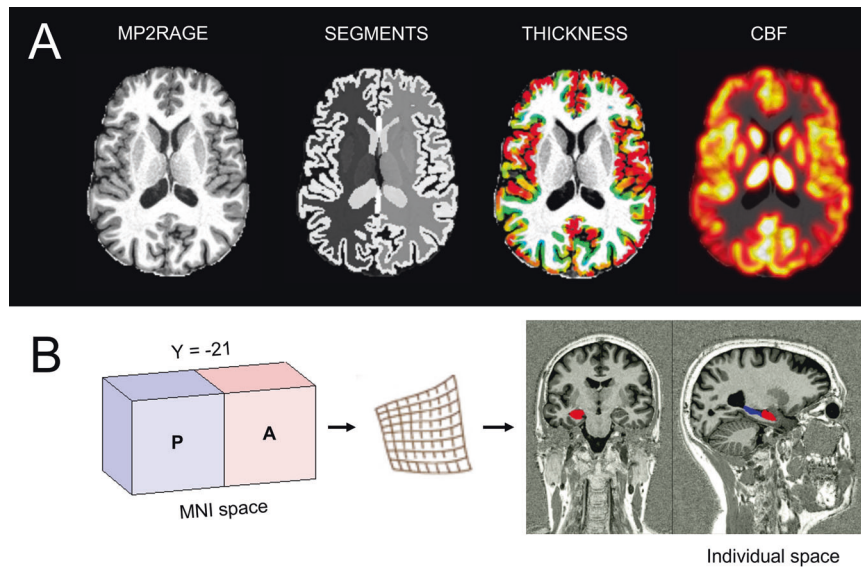 A
MP2RAGE
SEGMENTS
THICKNESS
CBF
B
Y = -21
P
A
MNI space
Individual space